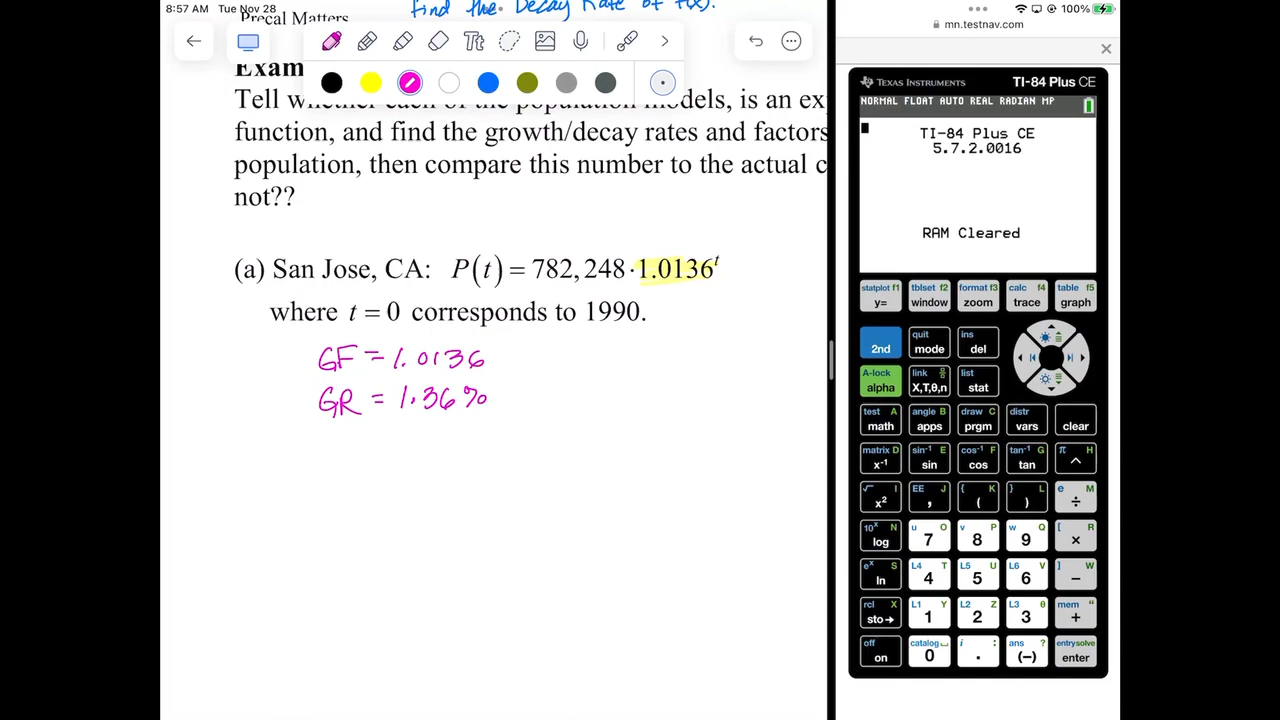 8:57 AM Tue Nov 28
100%
Precal Matters
find the Decay Rate of f(x).
mn.testnav.com
Tt
Exam
Tell whether each of the population models, is an ex
function, and find the growth/decay rates and factors
population, then compare this number to the actual c
not??
(a) San Jose, CA: P(t) = 782,248 · 1.0136^t
where t = 0 corresponds to 1990.
GF = 1.0136
GR = 1.36%
TEXAS INSTRUMENTS TI-84 Plus CE
NORMAL FLOAT AUTO REAL RADIAN MP
TI-84 Plus CE
5.7.2.0016
RAM Cleared
statplot f1 tblset f2 format f3 calc f4 table f5
y= window zoom trace graph
quit ins
2nd mode del
A-lock link list
alpha X,T,θ,n stat
test A angle B draw C distr
math apps prgm vars clear
matrix D sin⁻¹ E cos⁻¹ F tan⁻¹ G π H
x⁻¹ sin cos tan ^
√ I EE J { K } L e M
x² , ( ) ÷
10ˣ N u O v P w Q [ R
log 7 8 9 ×
eˣ S L4 T L5 U L6 V ] W
ln 4 5 6 −
rcl X L1 Y L2 Z L3 θ mem "
sto→ 1 2 3 +
off catalog i : ans ? entry solve
on 0 . (−) enter